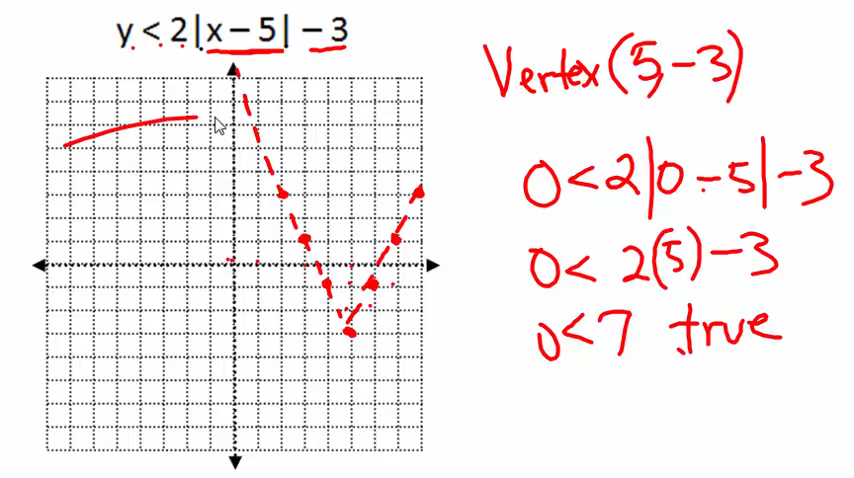 y < 2|x − 5| − 3
Vertex (5, −3)
0 < 2|0 − 5| − 3
0 < 2(5) − 3
0 < 7 true